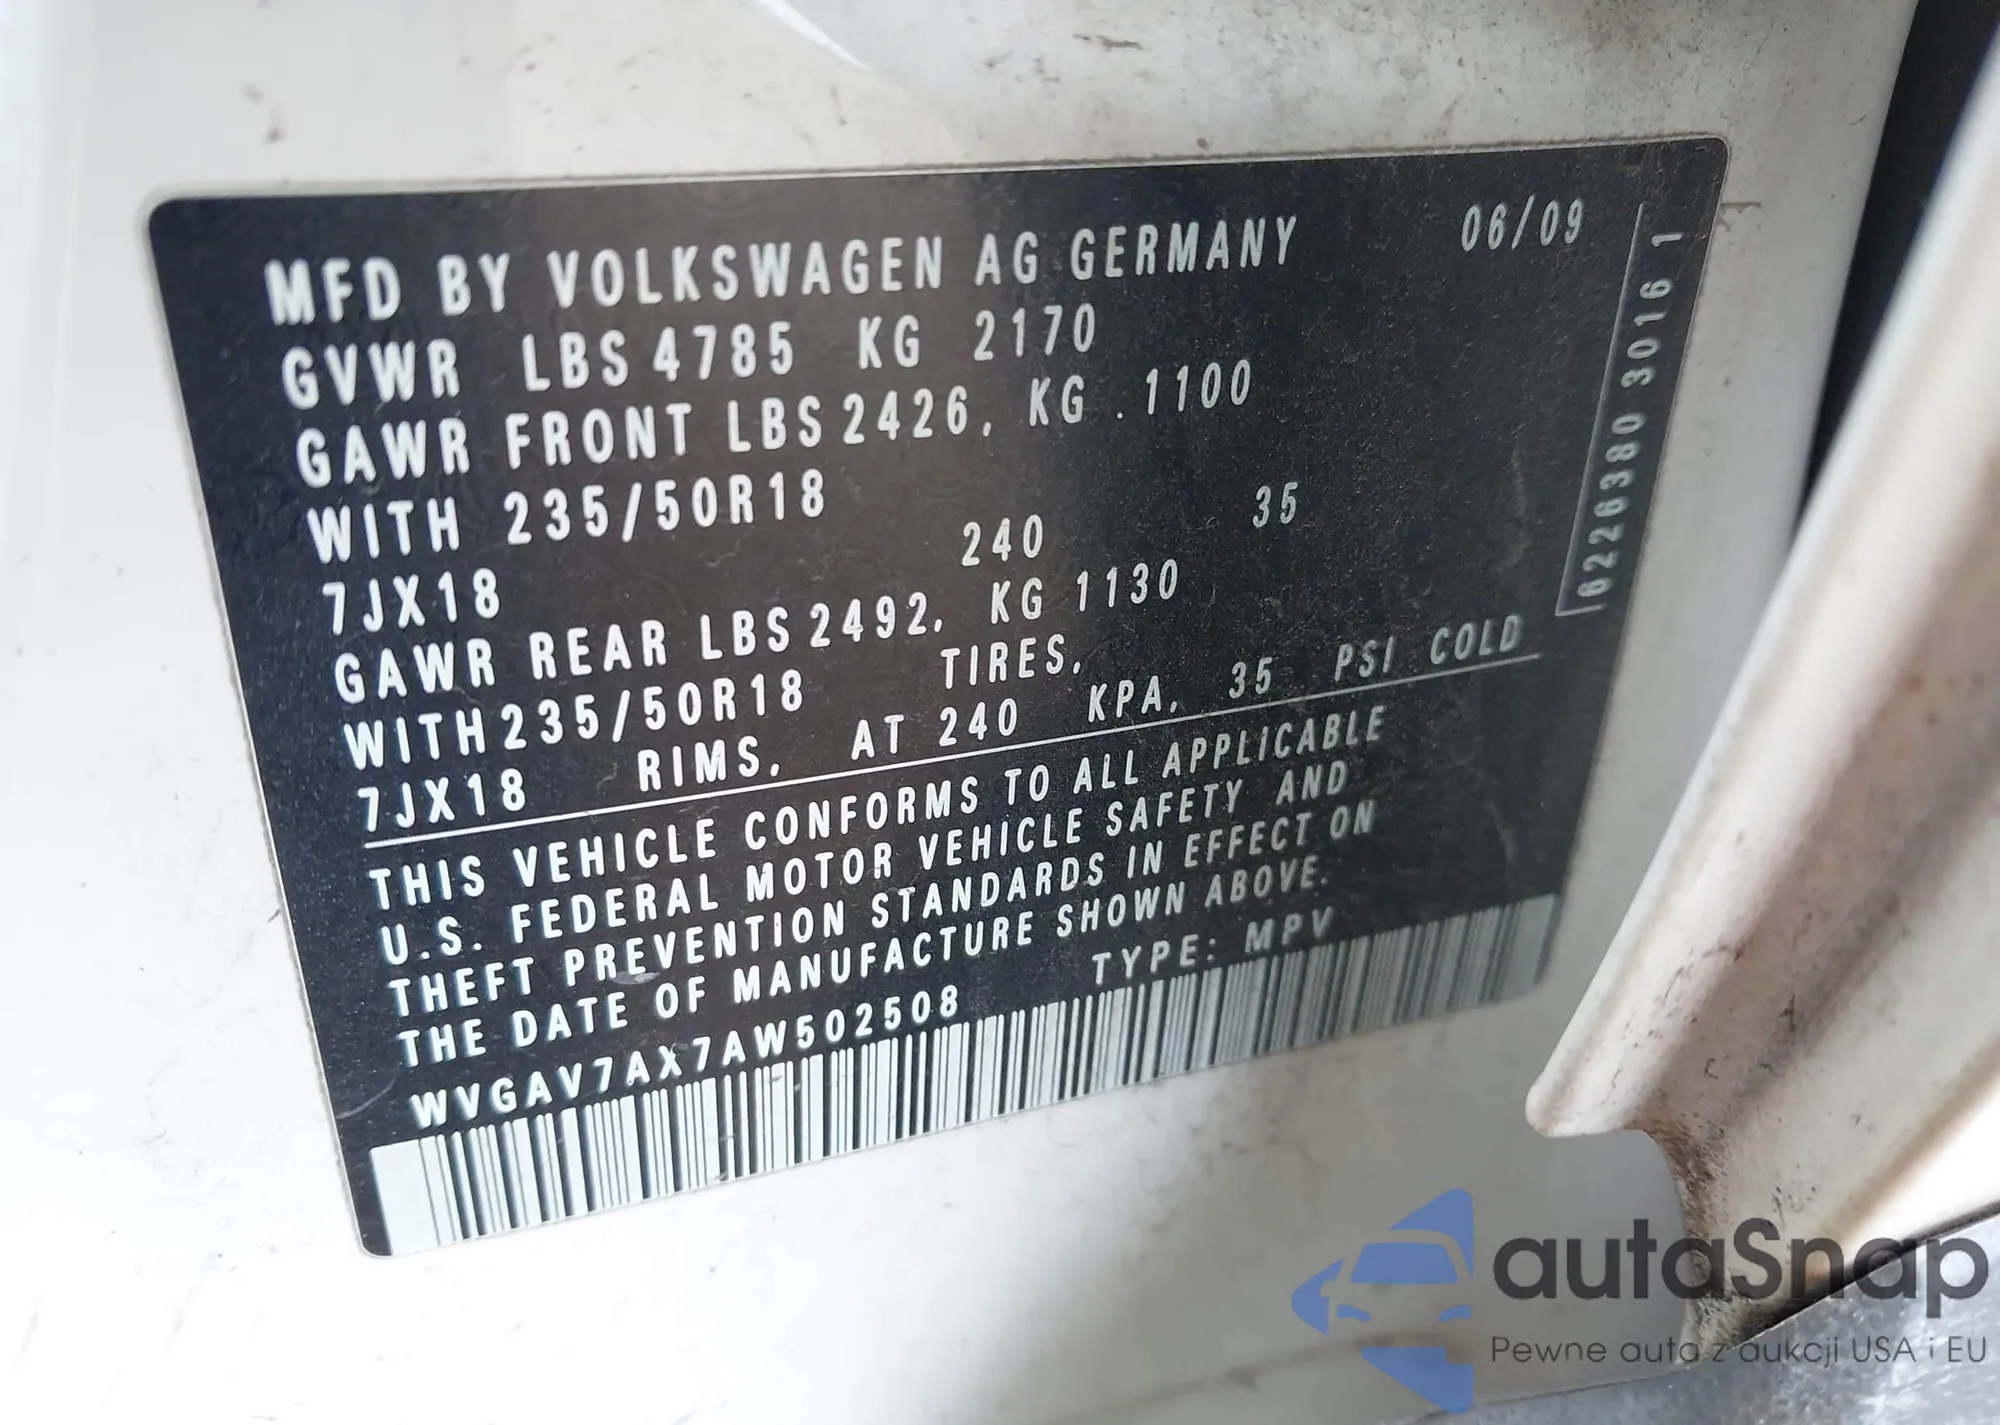 MFD BY VOLKSWAGEN AG GERMANY 06/09
GVWR LBS 4785 KG 2170
GAWR FRONT LBS 2426, KG .1100
WITH 235/50R18
7JX18 240 35
GAWR REAR LBS 2492, KG 1130
WITH 235/50R18 TIRES,
7JX18 RIMS, AT 240 KPA, 35 PSI COLD
THIS VEHICLE CONFORMS TO ALL APPLICABLE
U.S. FEDERAL MOTOR VEHICLE SAFETY AND
THEFT PREVENTION STANDARDS IN EFFECT ON
THE DATE OF MANUFACTURE SHOWN ABOVE.
WVGAV7AX7AW502508 TYPE: MPV
6226380 3016 1
autaSnap
Pewne auta z aukcji USA i EU